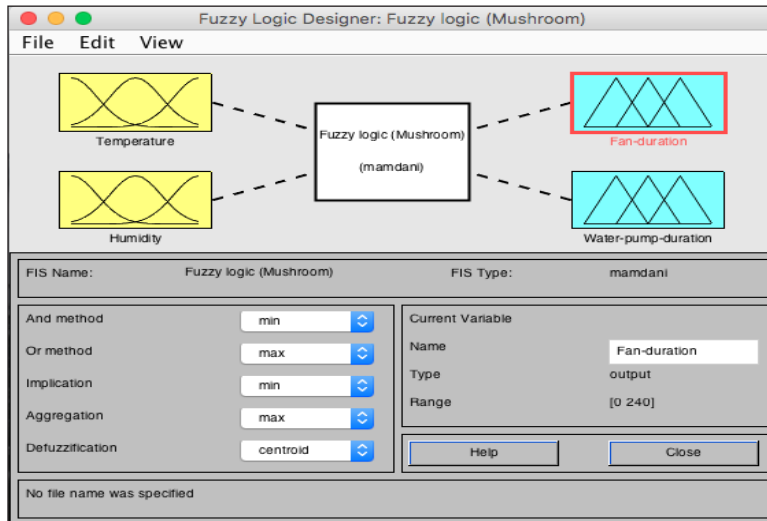 Fuzzy Logic Designer: Fuzzy logic (Mushroom)
File Edit View
Temperature
Humidity
Fuzzy logic (Mushroom)
(mamdani)
Fan-duration
Water-pump-duration
FIS Name: Fuzzy logic (Mushroom) FIS Type: mamdani
And method min
Or method max
Implication min
Aggregation max
Defuzzification centroid
Current Variable
Name Fan-duration
Type output
Range [0 240]
Help Close
No file name was specified